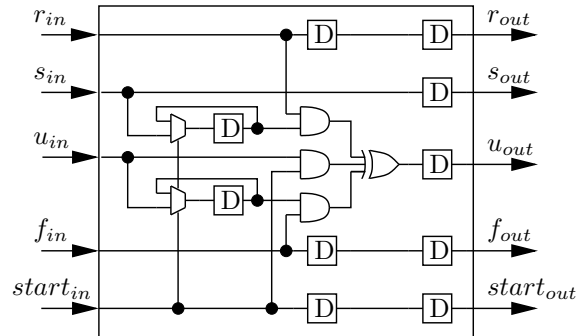 r_in D D r_out
s_in D s_out
D
u_in D u_out
D
f_in D D f_out
start_in D D start_out